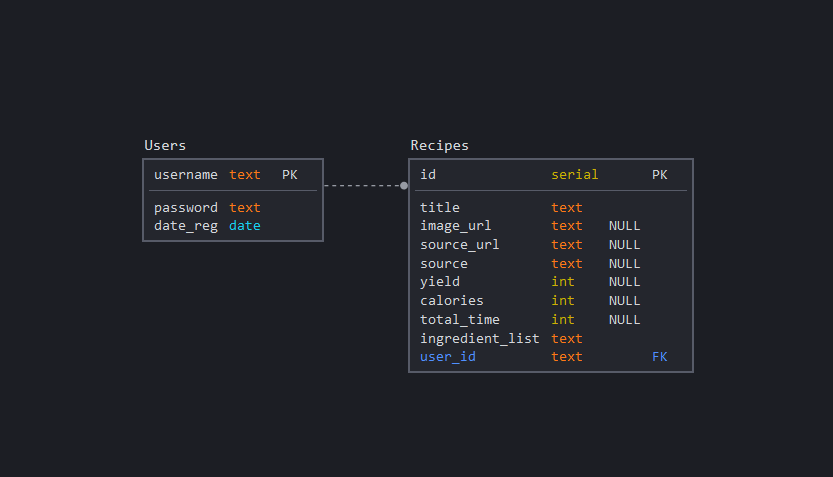 Users
username text PK
password text
date_reg date
Recipes
id serial PK
title text
image_url text NULL
source_url text NULL
source text NULL
yield int NULL
calories int NULL
total_time int NULL
ingredient_list text
user_id text FK